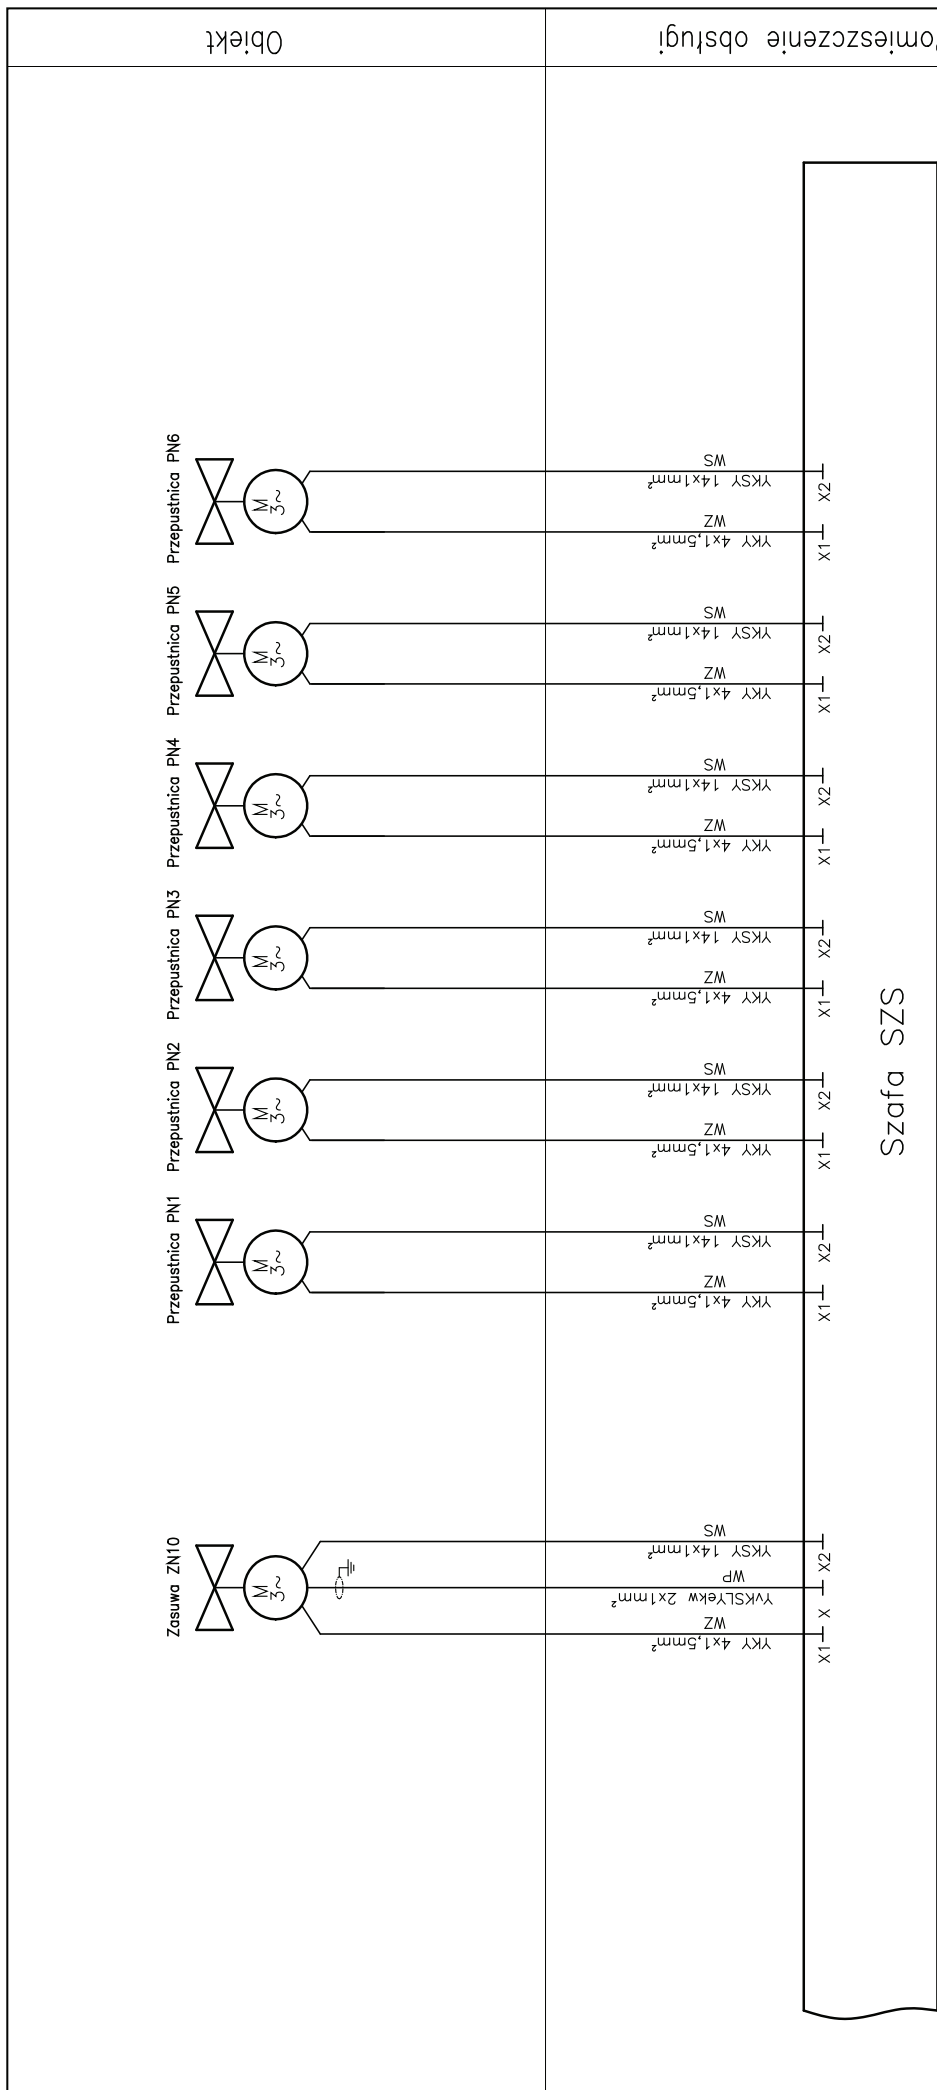 Obiekt
omieszczenie obsługi
Przepustnica PN6
M
3~
WS
YKSY 14x1mm²
X2
WZ
YKY 4x1,5mm²
X1
Przepustnica PN5
M
3~
WS
YKSY 14x1mm²
X2
WZ
YKY 4x1,5mm²
X1
Przepustnica PN4
M
3~
WS
YKSY 14x1mm²
X2
WZ
YKY 4x1,5mm²
X1
Przepustnica PN3
M
3~
WS
YKSY 14x1mm²
X2
WZ
YKY 4x1,5mm²
X1
Szafa SZS
Przepustnica PN2
M
3~
WS
YKSY 14x1mm²
X2
WZ
YKY 4x1,5mm²
X1
Przepustnica PN1
M
3~
WS
YKSY 14x1mm²
X2
WZ
YKY 4x1,5mm²
X1
Zasuwa ZN10
M
3~
WS
YKSY 14x1mm²
X2
WP
YvKSLYekw 2x1mm²
X
WZ
YKY 4x1,5mm²
X1